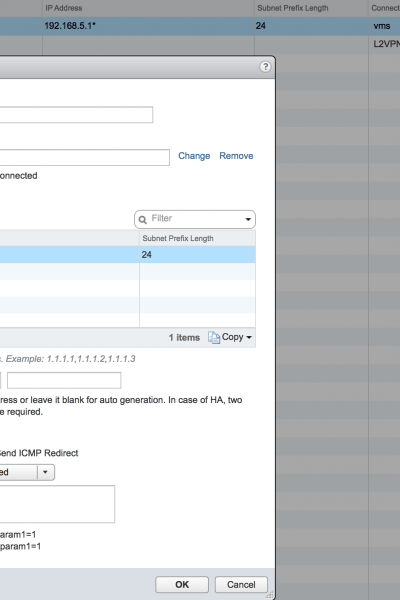 IP Address Subnet Prefix Length Connect
192.168.5.1* 24 vms
L2VPN
?
Change Remove
onnected
Filter
Subnet Prefix Length
24
1 items Copy
s. Example: 1.1.1.1,1.1.1.2,1.1.1.3
ress or leave it blank for auto generation. In case of HA, two
e required.
end ICMP Redirect
ed
aram1=1
param1=1
OK Cancel